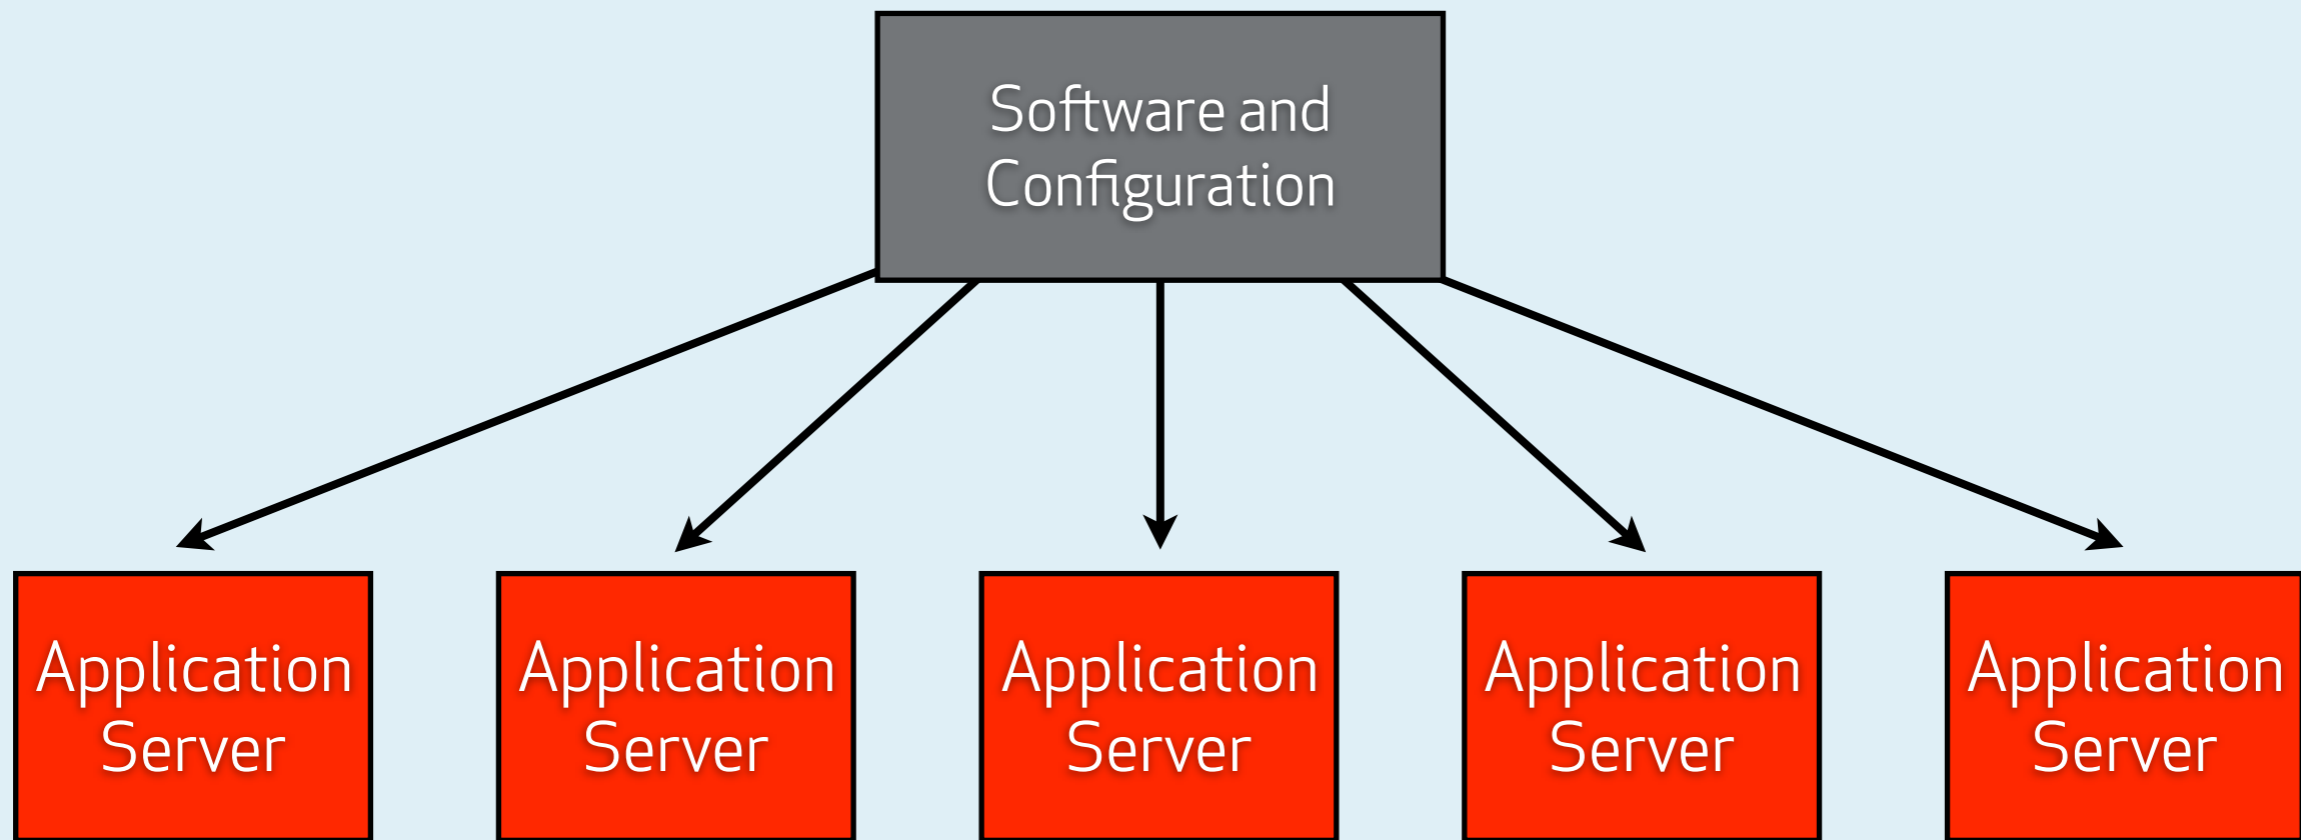 Software and
Configuration
Application
Server
Application
Server
Application
Server
Application
Server
Application
Server